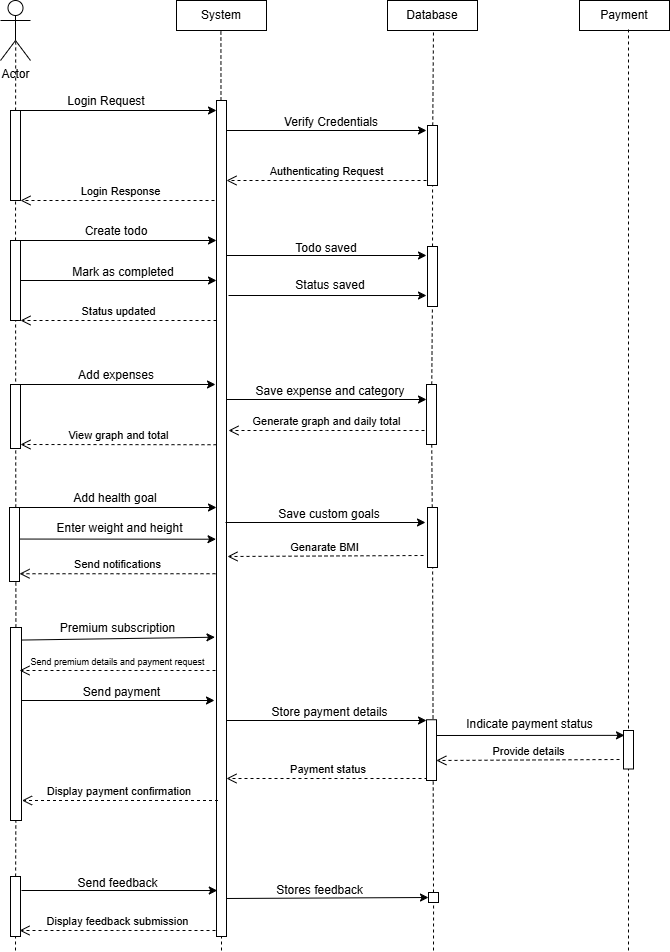 System
Database
Payment
Actor
Login Request
Verify Credentials
Authenticating Request
Login Response
Create todo
Todo saved
Mark as completed
Status saved
Status updated
Add expenses
Save expense and category
Generate graph and daily total
View graph and total
Add health goal
Save custom goals
Enter weight and height
Genarate BMI
Send notifications
Premium subscription
Send premium details and payment request
Send payment
Store payment details
Indicate payment status
Provide details
Payment status
Display payment confirmation
Send feedback
Stores feedback
Display feedback submission